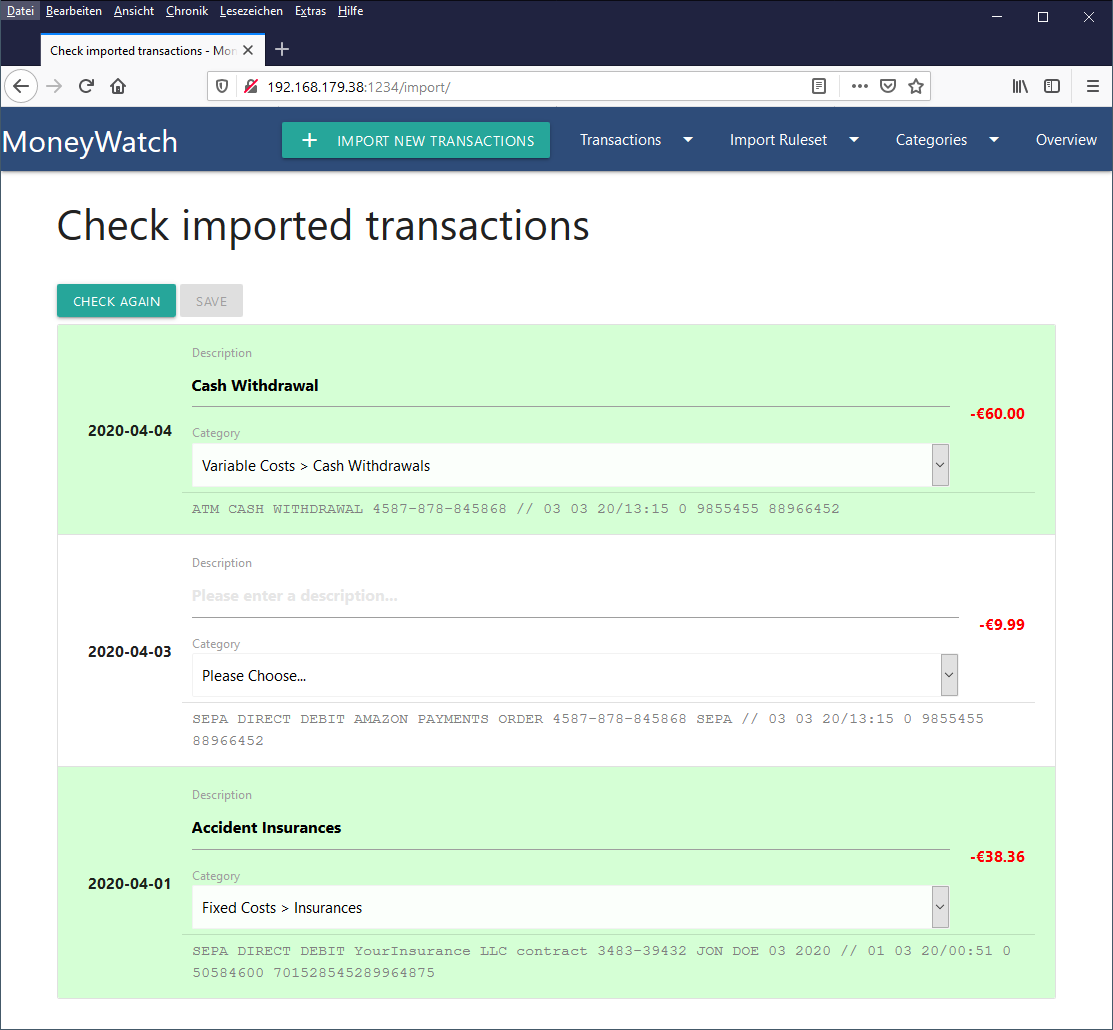 Datei Bearbeiten Ansicht Chronik Lesezeichen Extras Hilfe
Check imported transactions - Mon
192.168.179.38:1234/import/
MoneyWatch
IMPORT NEW TRANSACTIONS
Transactions
Import Ruleset
Categories
Overview
Check imported transactions
CHECK AGAIN
SAVE
Description
Cash Withdrawal
-€60.00
2020-04-04
Category
Variable Costs > Cash Withdrawals
ATM CASH WITHDRAWAL 4587-878-845868 // 03 03 20/13:15 0 9855455 88966452
Description
Please enter a description...
-€9.99
2020-04-03
Category
Please Choose...
SEPA DIRECT DEBIT AMAZON PAYMENTS ORDER 4587-878-845868 SEPA // 03 03 20/13:15 0 9855455
88966452
Description
Accident Insurances
-€38.36
2020-04-01
Category
Fixed Costs > Insurances
SEPA DIRECT DEBIT YourInsurance LLC contract 3483-39432 JON DOE 03 2020 // 01 03 20/00:51 0
50584600 701528545289964875